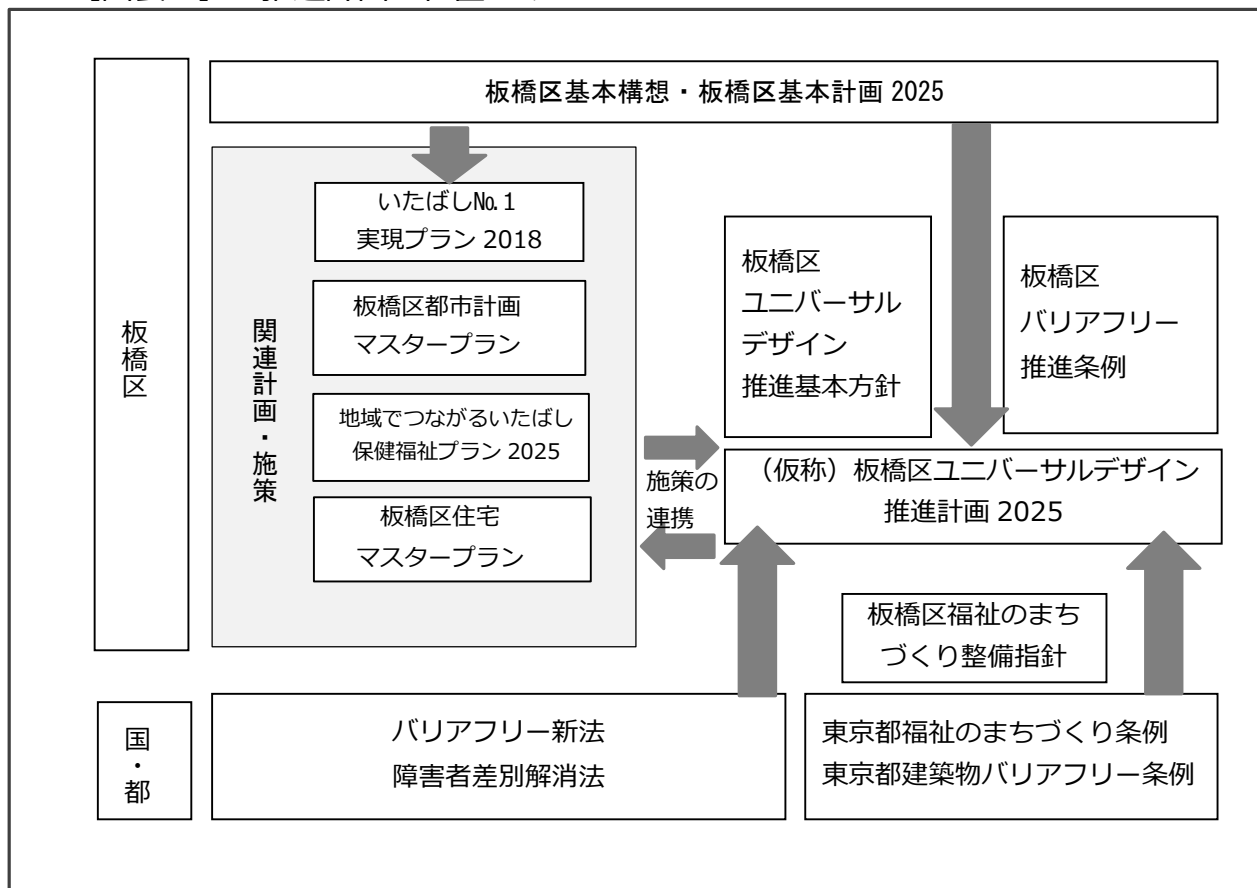 板橋区基本構想・板橋区基本計画 2025
板橋区
関連計画・施策
いたばし№1
実現プラン 2018
板橋区都市計画
マスタープラン
地域でつながるいたばし
保健福祉プラン 2025
板橋区住宅
マスタープラン
施策の
連携
板橋区
ユニバーサル
デザイン
推進基本方針
板橋区
バリアフリー
推進条例
（仮称）板橋区ユニバーサルデザイン
推進計画 2025
板橋区福祉のまち
づくり整備指針
国・都
バリアフリー新法
障害者差別解消法
東京都福祉のまちづくり条例
東京都建築物バリアフリー条例